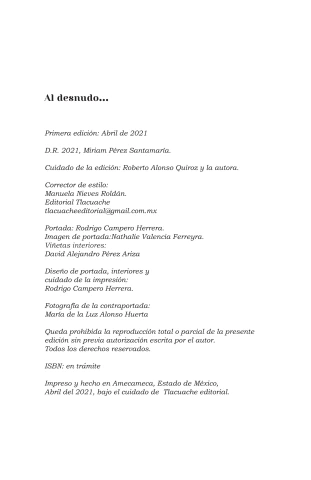 Al desnudo...
Primera edición: Abril de 2021
D.R. 2021, Miriam Pérez Santamaría.
Cuidado de la edición: Roberto Alonso Quiroz y la autora.
Corrector de estilo:
Manuela Nieves Roldán.
Editorial Tlacuache
tlacuacheeditorial@gmail.com.mx
Portada: Rodrigo Campero Herrera.
Imagen de portada:Nathalie Valencia Ferreyra.
Viñetas interiores:
David Alejandro Pérez Ariza
Diseño de portada, interiores y
cuidado de la impresión:
Rodrigo Campero Herrera.
Fotografía de la contraportada:
María de la Luz Alonso Huerta
Queda prohibida la reproducción total o parcial de la presente
edición sin previa autorización escrita por el autor.
Todos los derechos reservados.
ISBN: en trámite
Impreso y hecho en Amecameca, Estado de México,
Abril del 2021, bajo el cuidado de Tlacuache editorial.